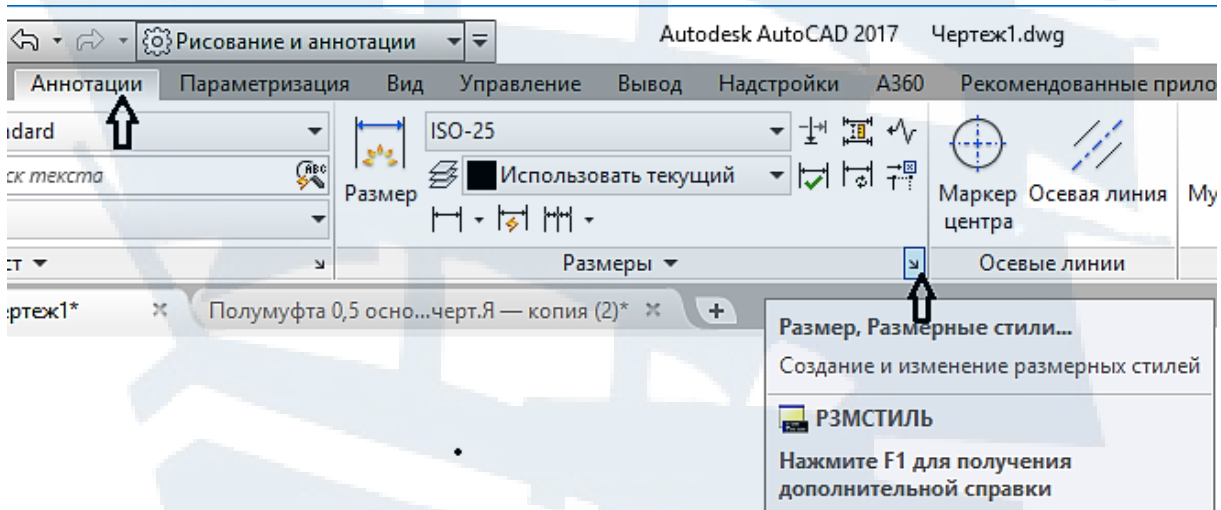 Рисование и аннотации
Autodesk AutoCAD 2017 Чертеж1.dwg
Аннотации Параметризация Вид Управление Вывод Надстройки A360 Рекомендованные прило
ndard
ск текста
ABC
Размер
ISO-25
Использовать текущий
Маркер центра
Осевая линия
Му
ст
Размеры
Осевые линии
ертеж1*
Полумуфта 0,5 осно...черт.Я — копия (2)*
Размер, Размерные стили...
Создание и изменение размерных стилей
РЗМСТИЛЬ
Нажмите F1 для получения
дополнительной справки